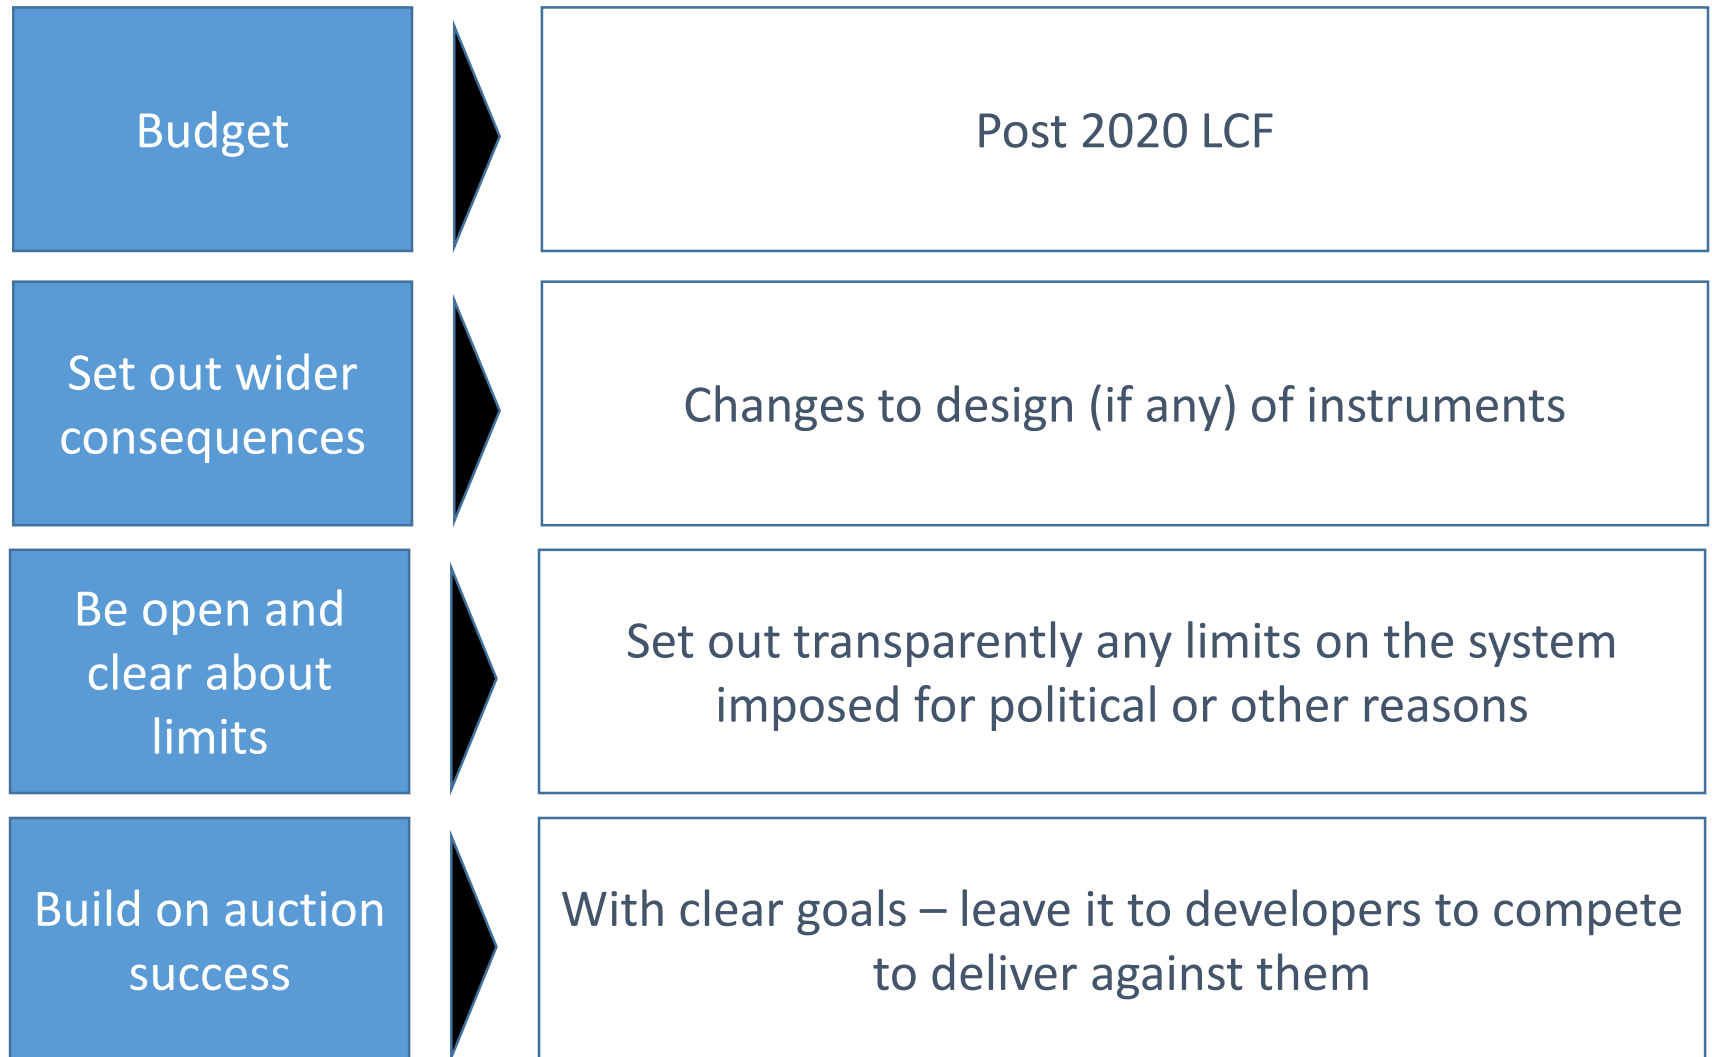 Budget
Post 2020 LCF
Set out wider
consequences
Changes to design (if any) of instruments
Be open and
clear about
limits
Set out transparently any limits on the system
imposed for political or other reasons
Build on auction
success
With clear goals – leave it to developers to compete
to deliver against them